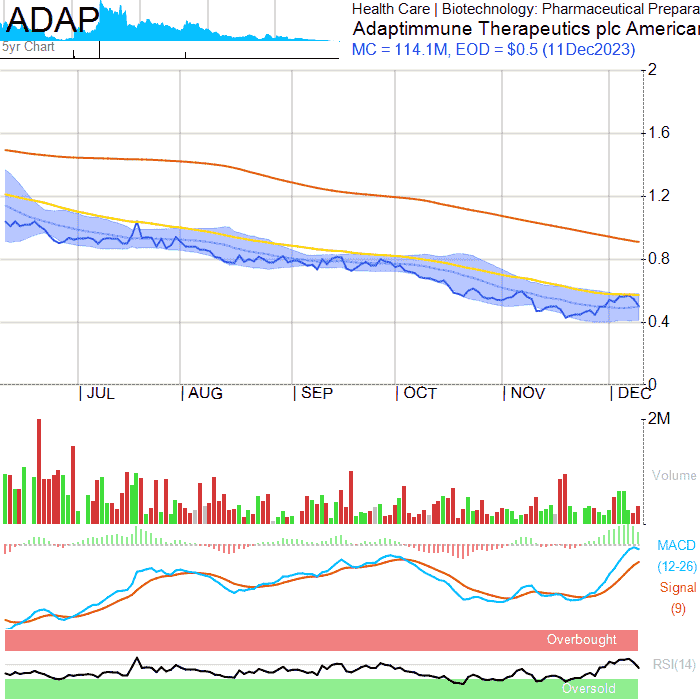 ADAP
5yr Chart
Health Care | Biotechnology: Pharmaceutical Prepara
Adaptimmune Therapeutics plc American
MC = 114.1M, EOD = $0.5 (11Dec2023)
2
1.6
1.2
0.8
0.4
0
JUL AUG SEP OCT NOV DEC
2M
Volume
MACD
(12-26)
Signal
(9)
Overbought
RSI(14)
Oversold